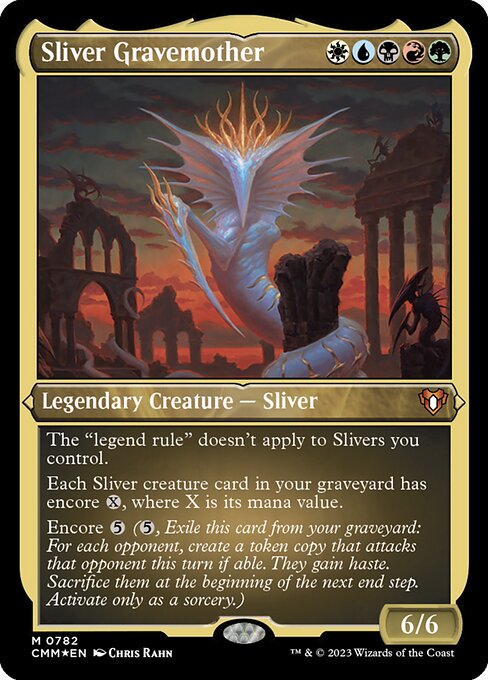 Sliver Gravemother
Legendary Creature — Sliver
The “legend rule” doesn’t apply to Slivers you
control.
Each Sliver creature card in your graveyard has
encore X, where X is its mana value.
Encore 5 (5, Exile this card from your graveyard:
For each opponent, create a token copy that attacks
that opponent this turn if able. They gain haste.
Sacrifice them at the beginning of the next end step.
Activate only as a sorcery.)
6/6
M 0782
CMM★EN Chris Rahn
™ & © 2023 Wizards of the Coast